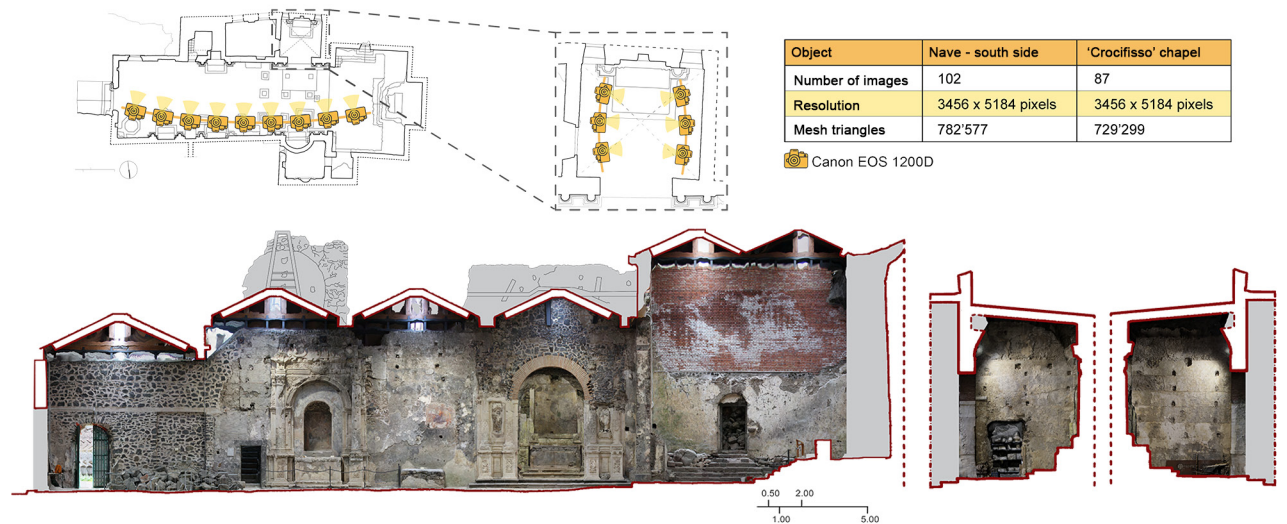 Object Nave - south side ‘Crocifisso’ chapel
Number of images 102 87
Resolution 3456 x 5184 pixels 3456 x 5184 pixels
Mesh triangles 782’577 729’299
Canon EOS 1200D
0.50 2.00
1.00 5.00